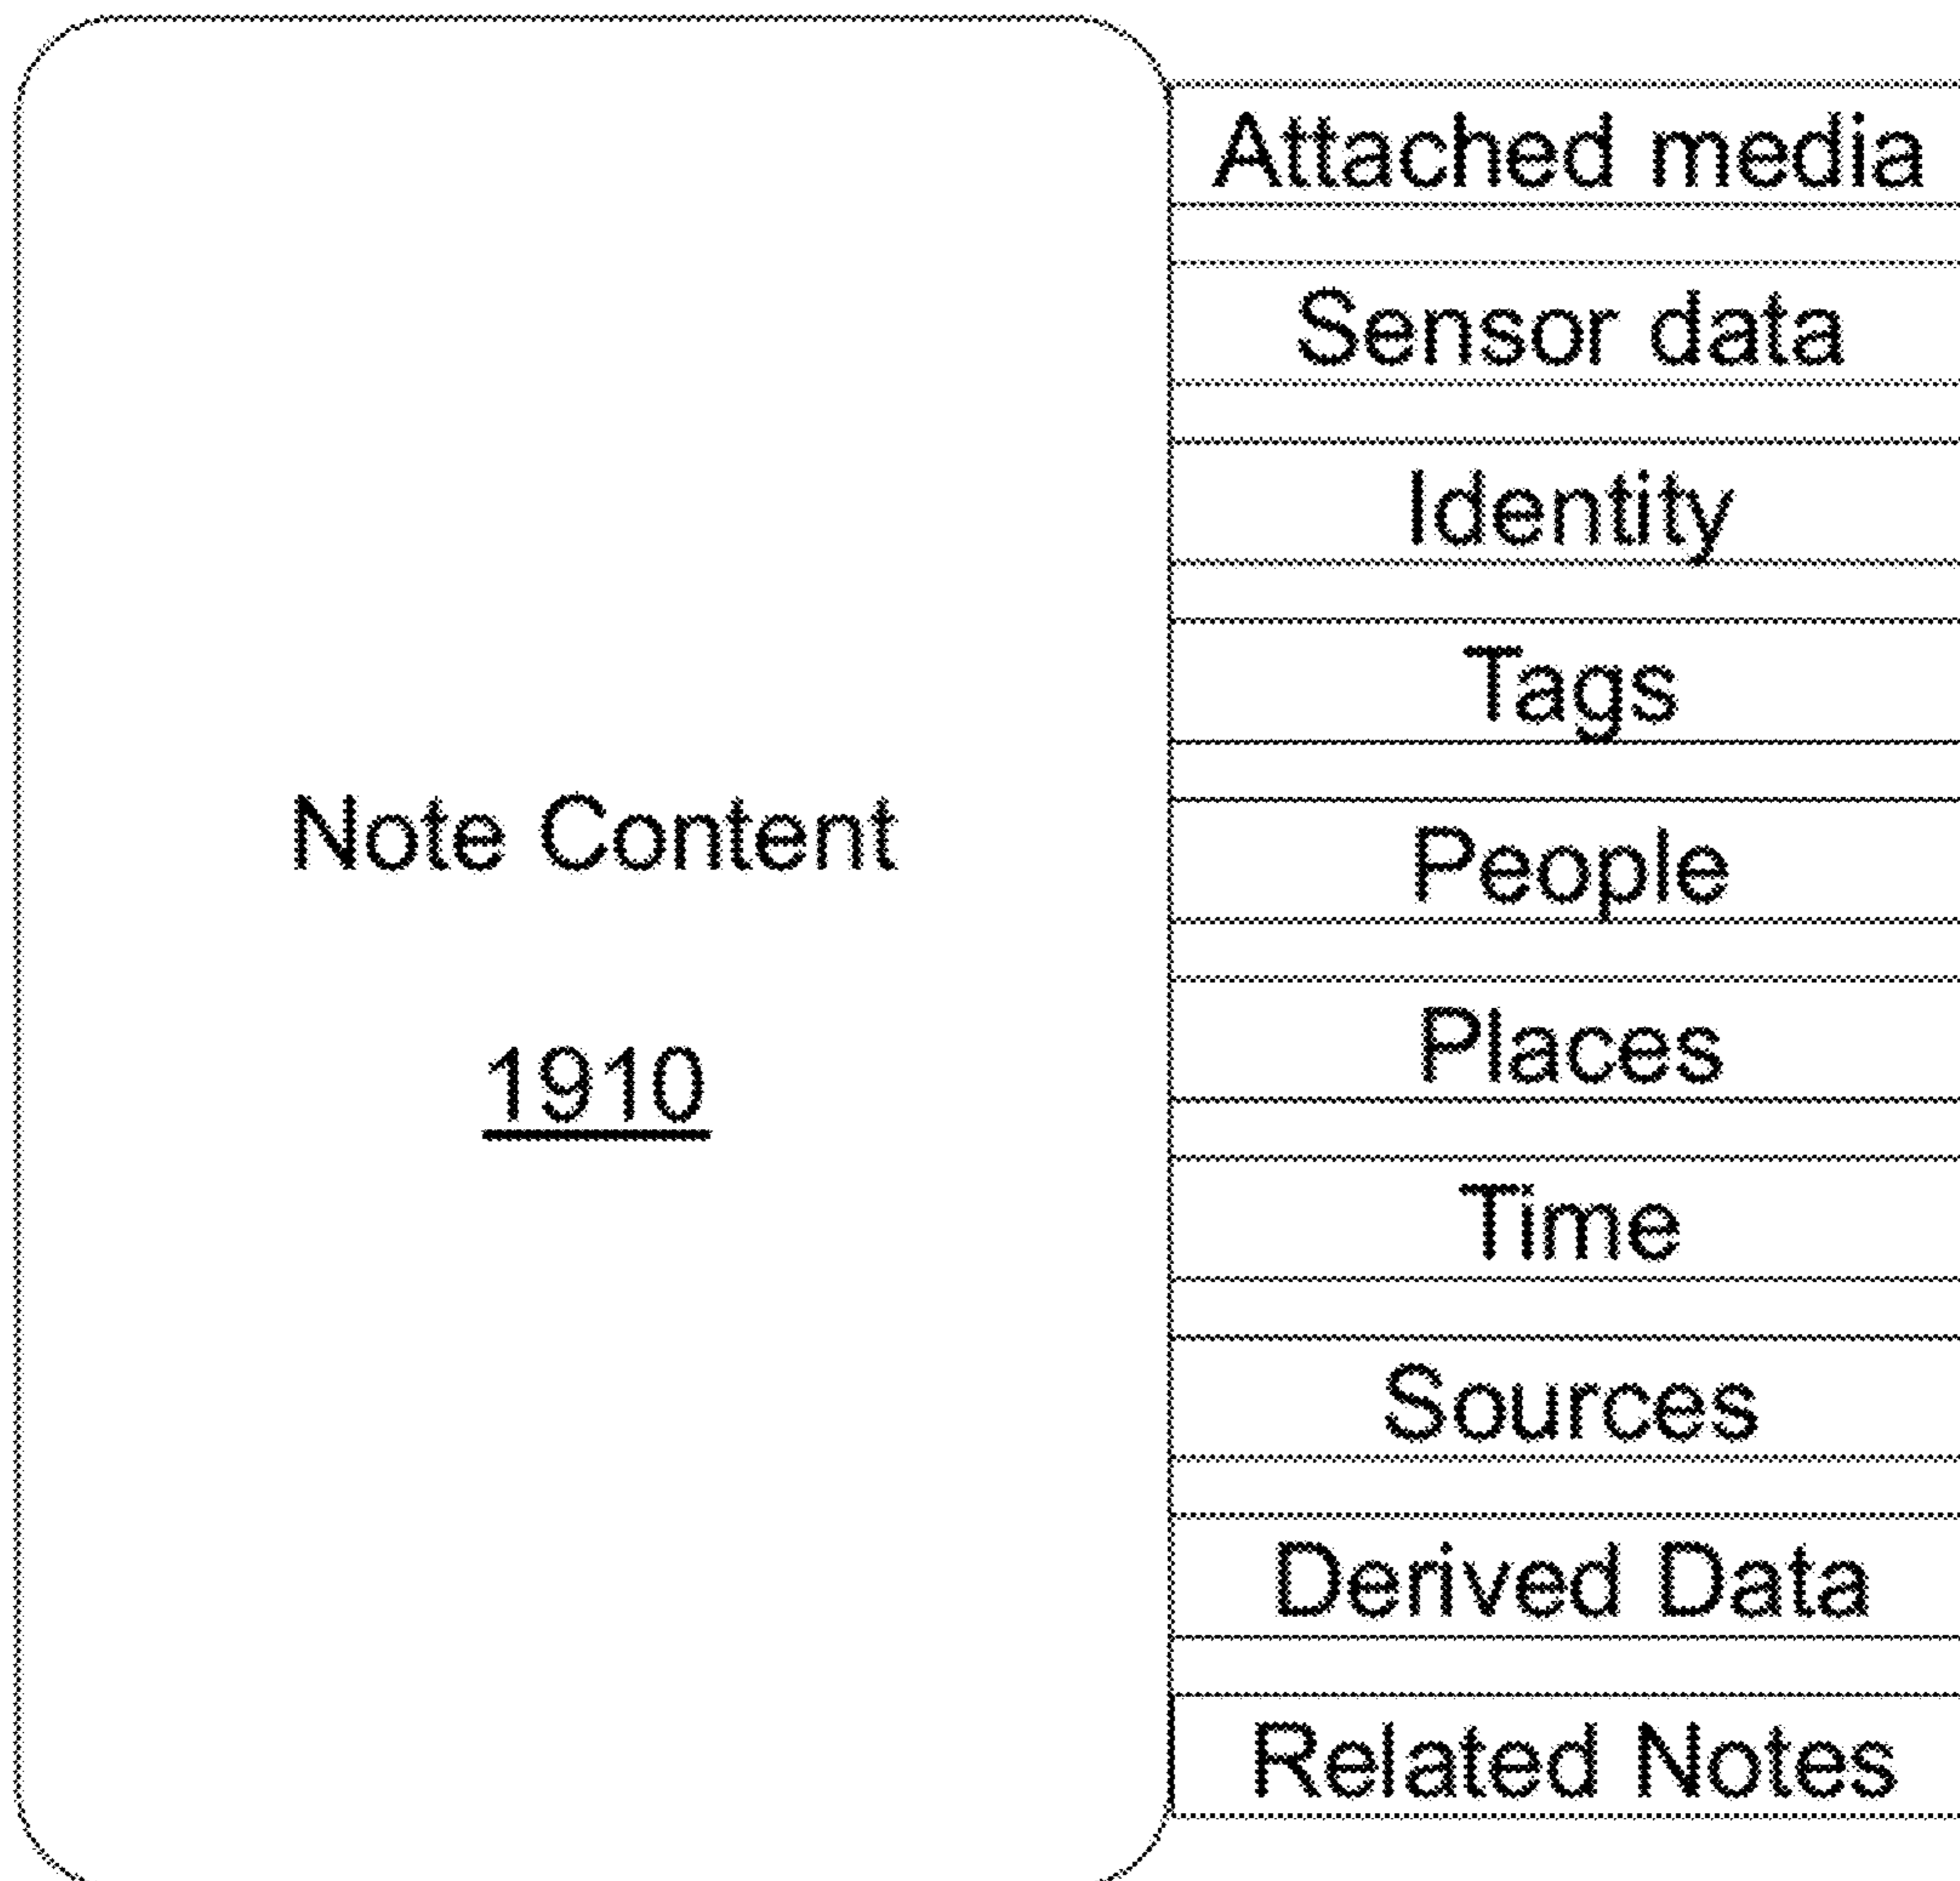 Note Content
1910
Attached media
Sensor data
Identity
Tags
People
Places
Time
Sources
Derived Data
Related Notes